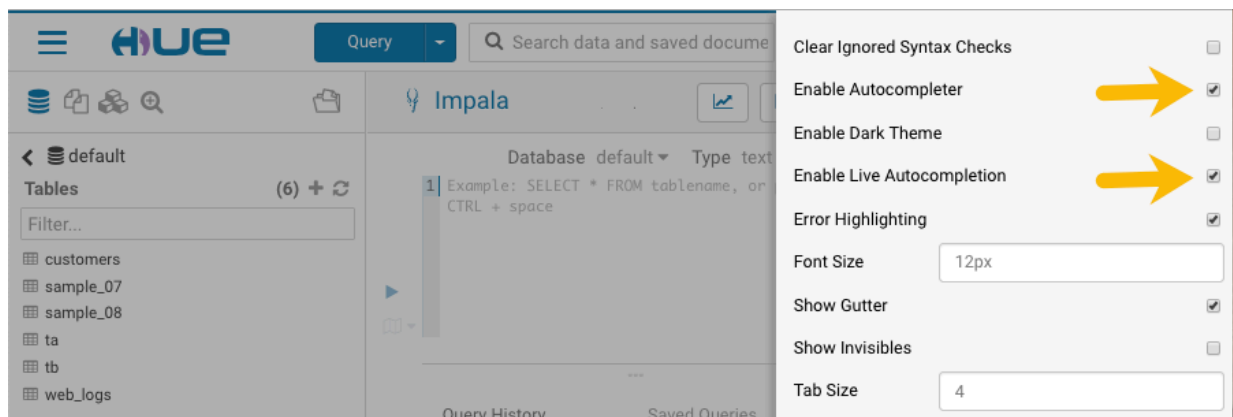 HUE
Query
Search data and saved docume
Impala
default
Database default Type text
Tables (6)
Filter...
1 Example: SELECT * FROM tablename, or
CTRL + space
customers
sample_07
sample_08
ta
tb
web_logs
Query History Saved Queries
Clear Ignored Syntax Checks
Enable Autocompleter
Enable Dark Theme
Enable Live Autocompletion
Error Highlighting
Font Size 12px
Show Gutter
Show Invisibles
Tab Size 4